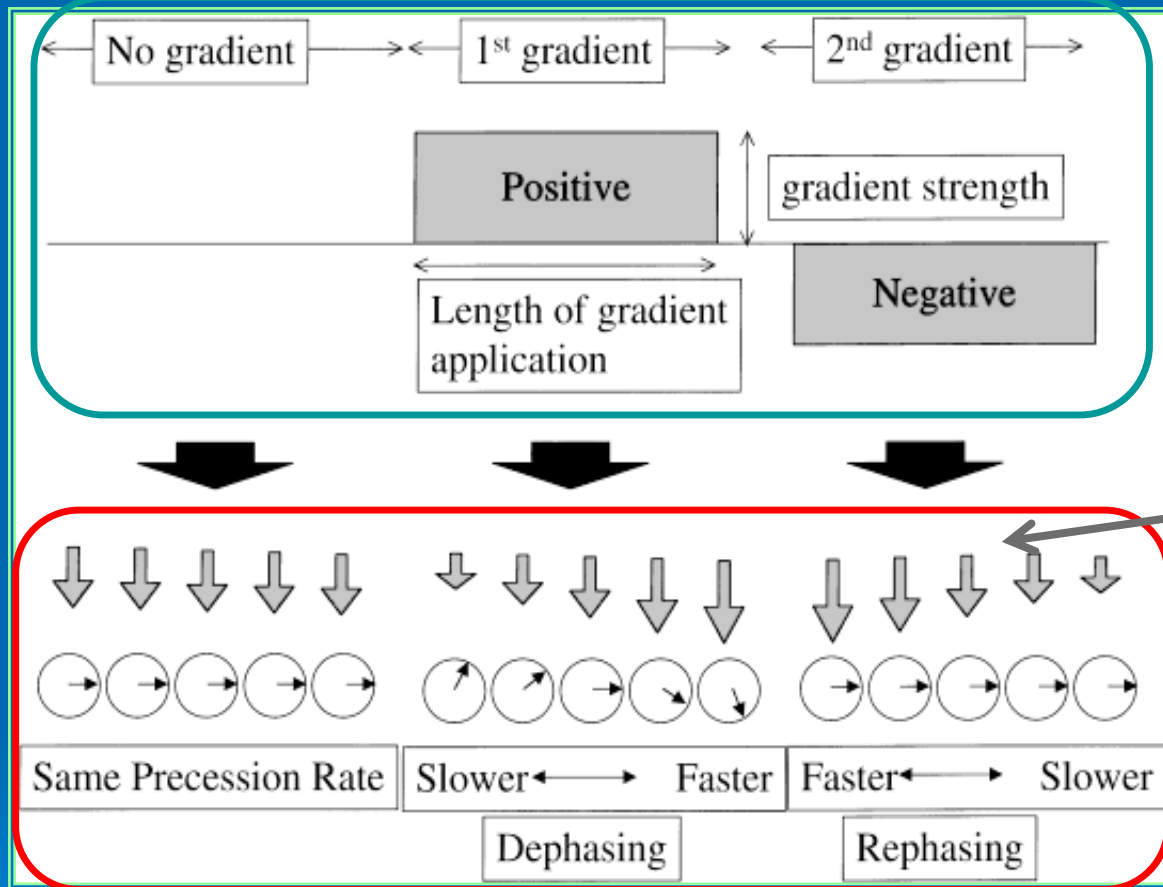 No gradient
1st gradient
2nd gradient
Positive
gradient strength
Length of gradient
application
Negative
Same Precession Rate
Slower
Faster
Faster
Slower
Dephasing
Rephasing